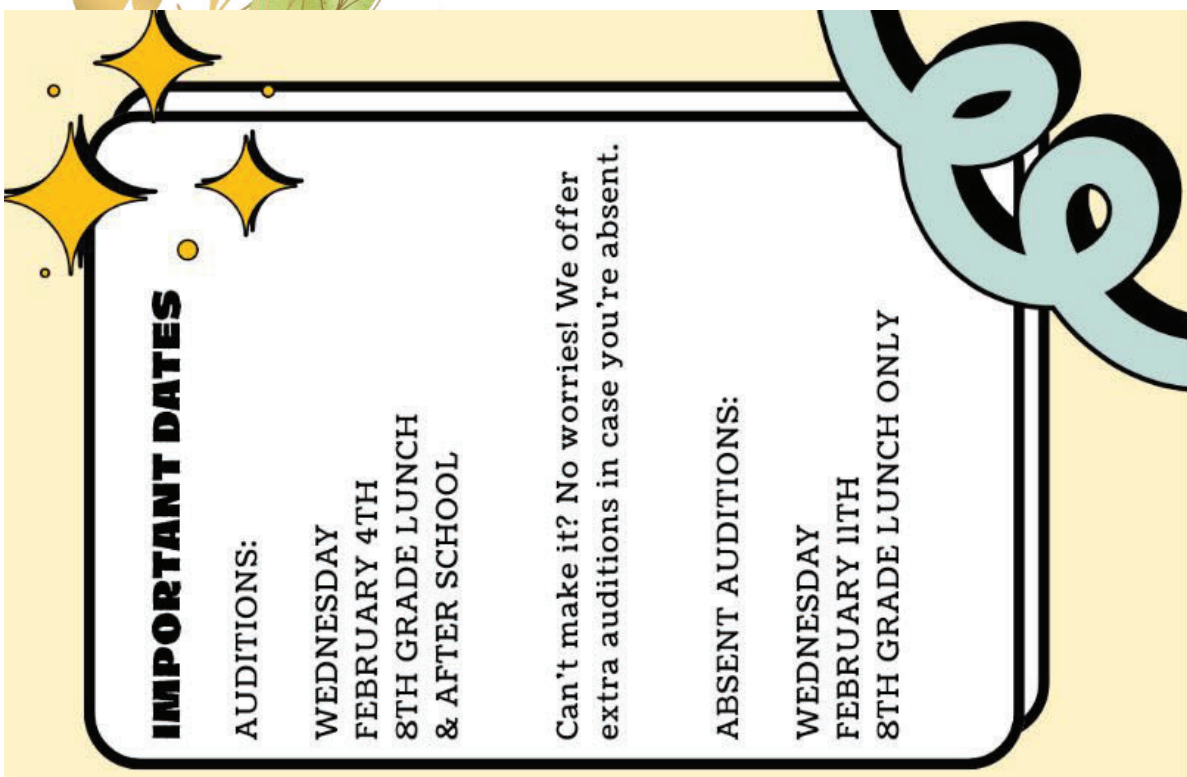 IMPORTANT DATES
AUDITIONS:
WEDNESDAY
FEBRUARY 4TH
8TH GRADE LUNCH
& AFTER SCHOOL
Can't make it? No worries! We offer
extra auditions in case you're absent.
ABSENT AUDITIONS:
WEDNESDAY
FEBRUARY 11TH
8TH GRADE LUNCH ONLY